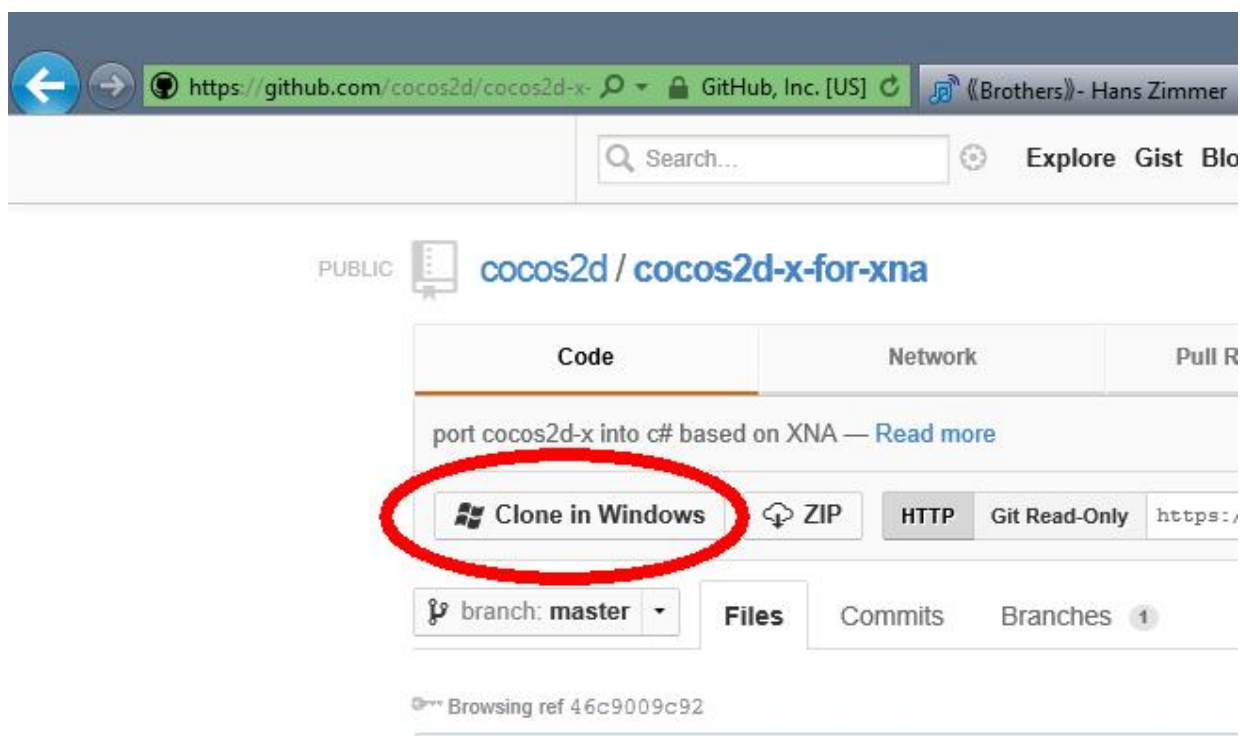 https://github.com/cocos2d/cocos2d-x- GitHub, Inc. [US] 《Brothers》- Hans Zimmer
Search... Explore Gist Blo
PUBLIC cocos2d / cocos2d-x-for-xna
Code Network Pull R
port cocos2d-x into c# based on XNA — Read more
Clone in Windows ZIP HTTP Git Read-Only https:/
branch: master Files Commits Branches 1
Browsing ref 46c9009c92